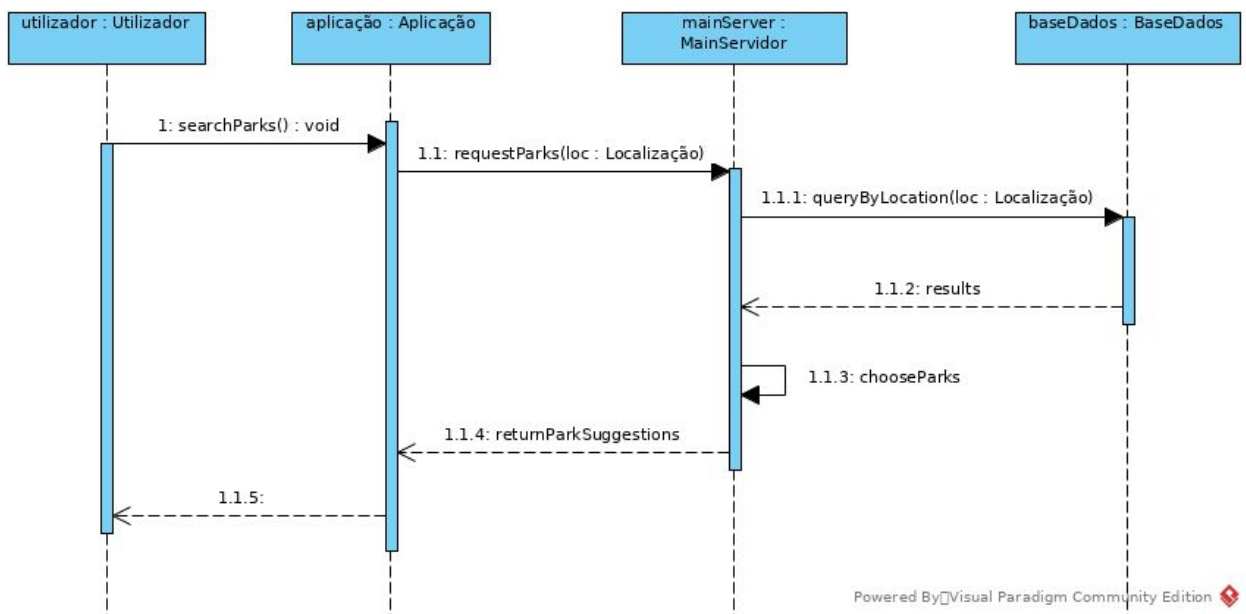 utilizador : Utilizador
aplicação : Aplicação
mainServer :
MainServidor
baseDados : BaseDados
1: searchParks() : void
1.1: requestParks(loc : Localização)
1.1.1: queryByLocation(loc : Localização)
1.1.2: results
1.1.3: chooseParks
1.1.4: returnParkSuggestions
1.1.5:
Powered By Visual Paradigm Community Edition